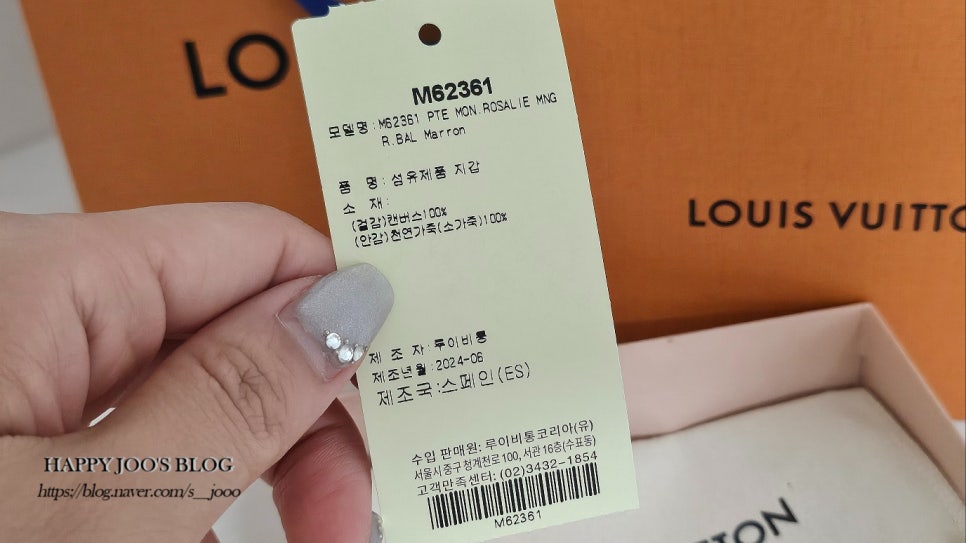 LO
M62361
모델명:M62361 PTE MON.ROSALIE MNG
R.BAL Marron
품 명:섬유제품 지갑
소 재:
(겉감)캔버스100%
(안감)천연가죽(소가죽)100%
제 조 자:루이비통
제조년월:2024-06
제조국:스페인(ES)
수입 판매원: 루이비통코리아(유)
서울시 중구 청계천로 100, 서관 16층(수표동)
고객만족센터: (02)3432-1854
M62361
LOUIS VUITTO
TTON
HAPPY JOO'S BLOG
https://blog.naver.com/s__jooo